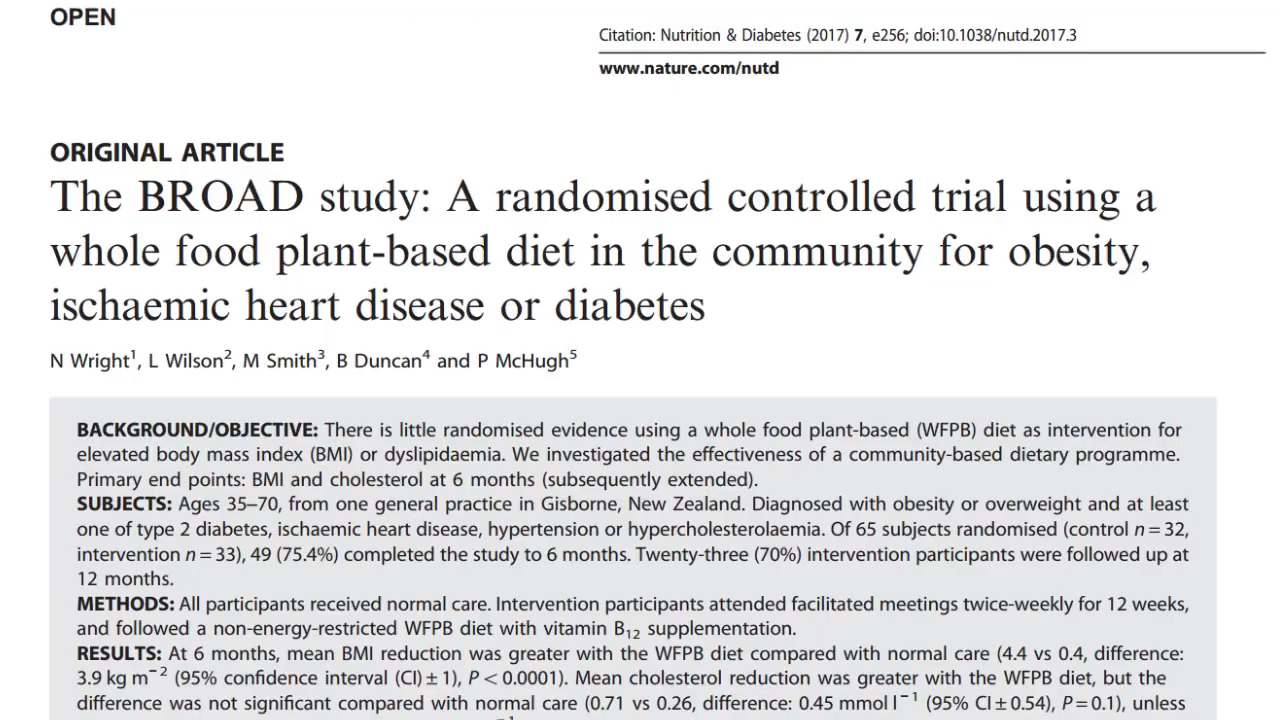 OPEN
Citation: Nutrition & Diabetes (2017) 7, e256; doi:10.1038/nutd.2017.3
www.nature.com/nutd
ORIGINAL ARTICLE
The BROAD study: A randomised controlled trial using a
whole food plant-based diet in the community for obesity,
ischaemic heart disease or diabetes
N Wright¹, L Wilson², M Smith³, B Duncan⁴ and P McHugh⁵
BACKGROUND/OBJECTIVE: There is little randomised evidence using a whole food plant-based (WFPB) diet as intervention for
elevated body mass index (BMI) or dyslipidaemia. We investigated the effectiveness of a community-based dietary programme.
Primary end points: BMI and cholesterol at 6 months (subsequently extended).
SUBJECTS: Ages 35–70, from one general practice in Gisborne, New Zealand. Diagnosed with obesity or overweight and at least
one of type 2 diabetes, ischaemic heart disease, hypertension or hypercholesterolaemia. Of 65 subjects randomised (control n = 32,
intervention n = 33), 49 (75.4%) completed the study to 6 months. Twenty-three (70%) intervention participants were followed up at
12 months.
METHODS: All participants received normal care. Intervention participants attended facilitated meetings twice-weekly for 12 weeks,
and followed a non-energy-restricted WFPB diet with vitamin B₁₂ supplementation.
RESULTS: At 6 months, mean BMI reduction was greater with the WFPB diet compared with normal care (4.4 vs 0.4, difference:
3.9 kg m⁻² (95% confidence interval (CI) ± 1), P < 0.0001). Mean cholesterol reduction was greater with the WFPB diet, but the
difference was not significant compared with normal care (0.71 vs 0.26, difference: 0.45 mmol l⁻¹ (95% CI ± 0.54), P = 0.1), unless